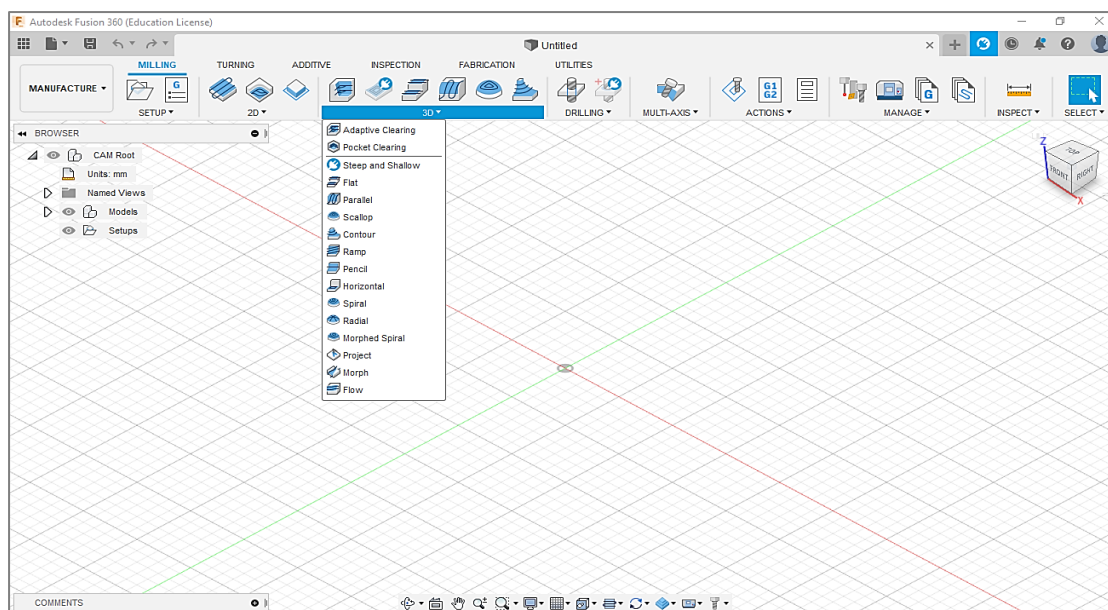 Autodesk Fusion 360 (Education License)
Untitled
MILLING TURNING ADDITIVE INSPECTION FABRICATION UTILITIES
MANUFACTURE
G
G1
G2
G
S
SETUP 2D 3D DRILLING MULTI-AXIS ACTIONS MANAGE INSPECT SELECT
BROWSER
CAM Root
Units: mm
Named Views
Models
Setups
Adaptive Clearing
Pocket Clearing
Steep and Shallow
Flat
Parallel
Scallop
Contour
Ramp
Pencil
Horizontal
Spiral
Radial
Morphed Spiral
Project
Morph
Flow
Z
TOP
FRONT
RIGHT
X
COMMENTS